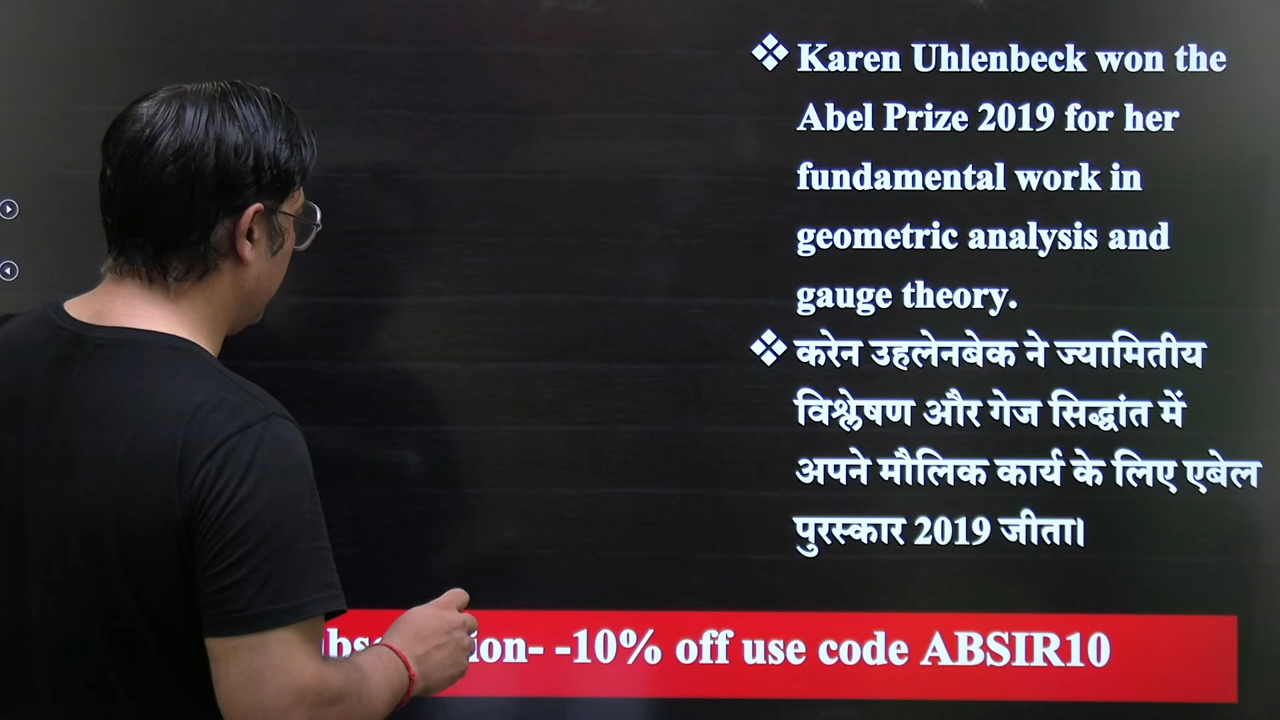 Karen Uhlenbeck won the
Abel Prize 2019 for her
fundamental work in
geometric analysis and
gauge theory.
करेन उहलेनबेक ने ज्यामितीय
विश्लेषण और गेज सिद्धांत में
अपने मौलिक कार्य के लिए एबेल
पुरस्कार 2019 जीता।
-10% off use code ABSIR10